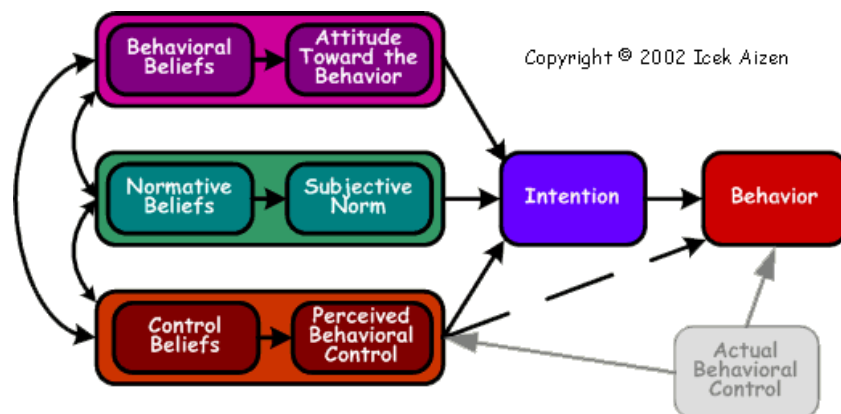 Behavioral
Beliefs
Attitude
Toward the
Behavior
Copyright © 2002 Icek Aizen
Normative
Beliefs
Subjective
Norm
Intention
Behavior
Control
Beliefs
Perceived
Behavioral
Control
Actual
Behavioral
Control